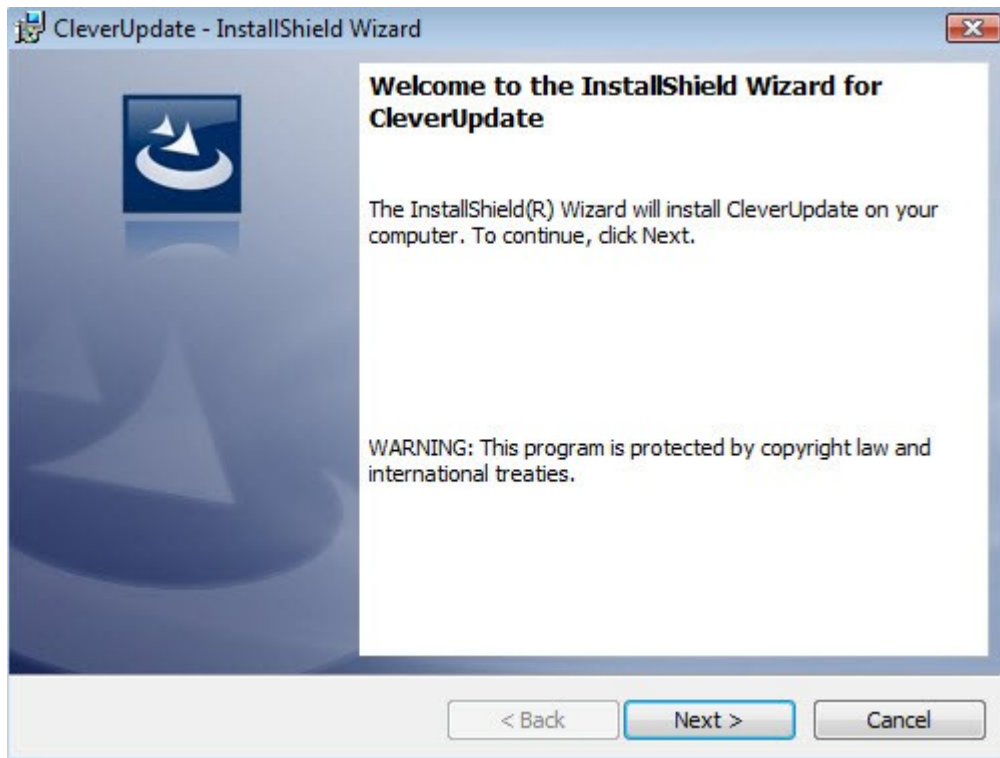 CleverUpdate - InstallShield Wizard
Welcome to the InstallShield Wizard for
CleverUpdate
The InstallShield(R) Wizard will install CleverUpdate on your
computer. To continue, click Next.
WARNING: This program is protected by copyright law and
international treaties.
< Back
Next >
Cancel